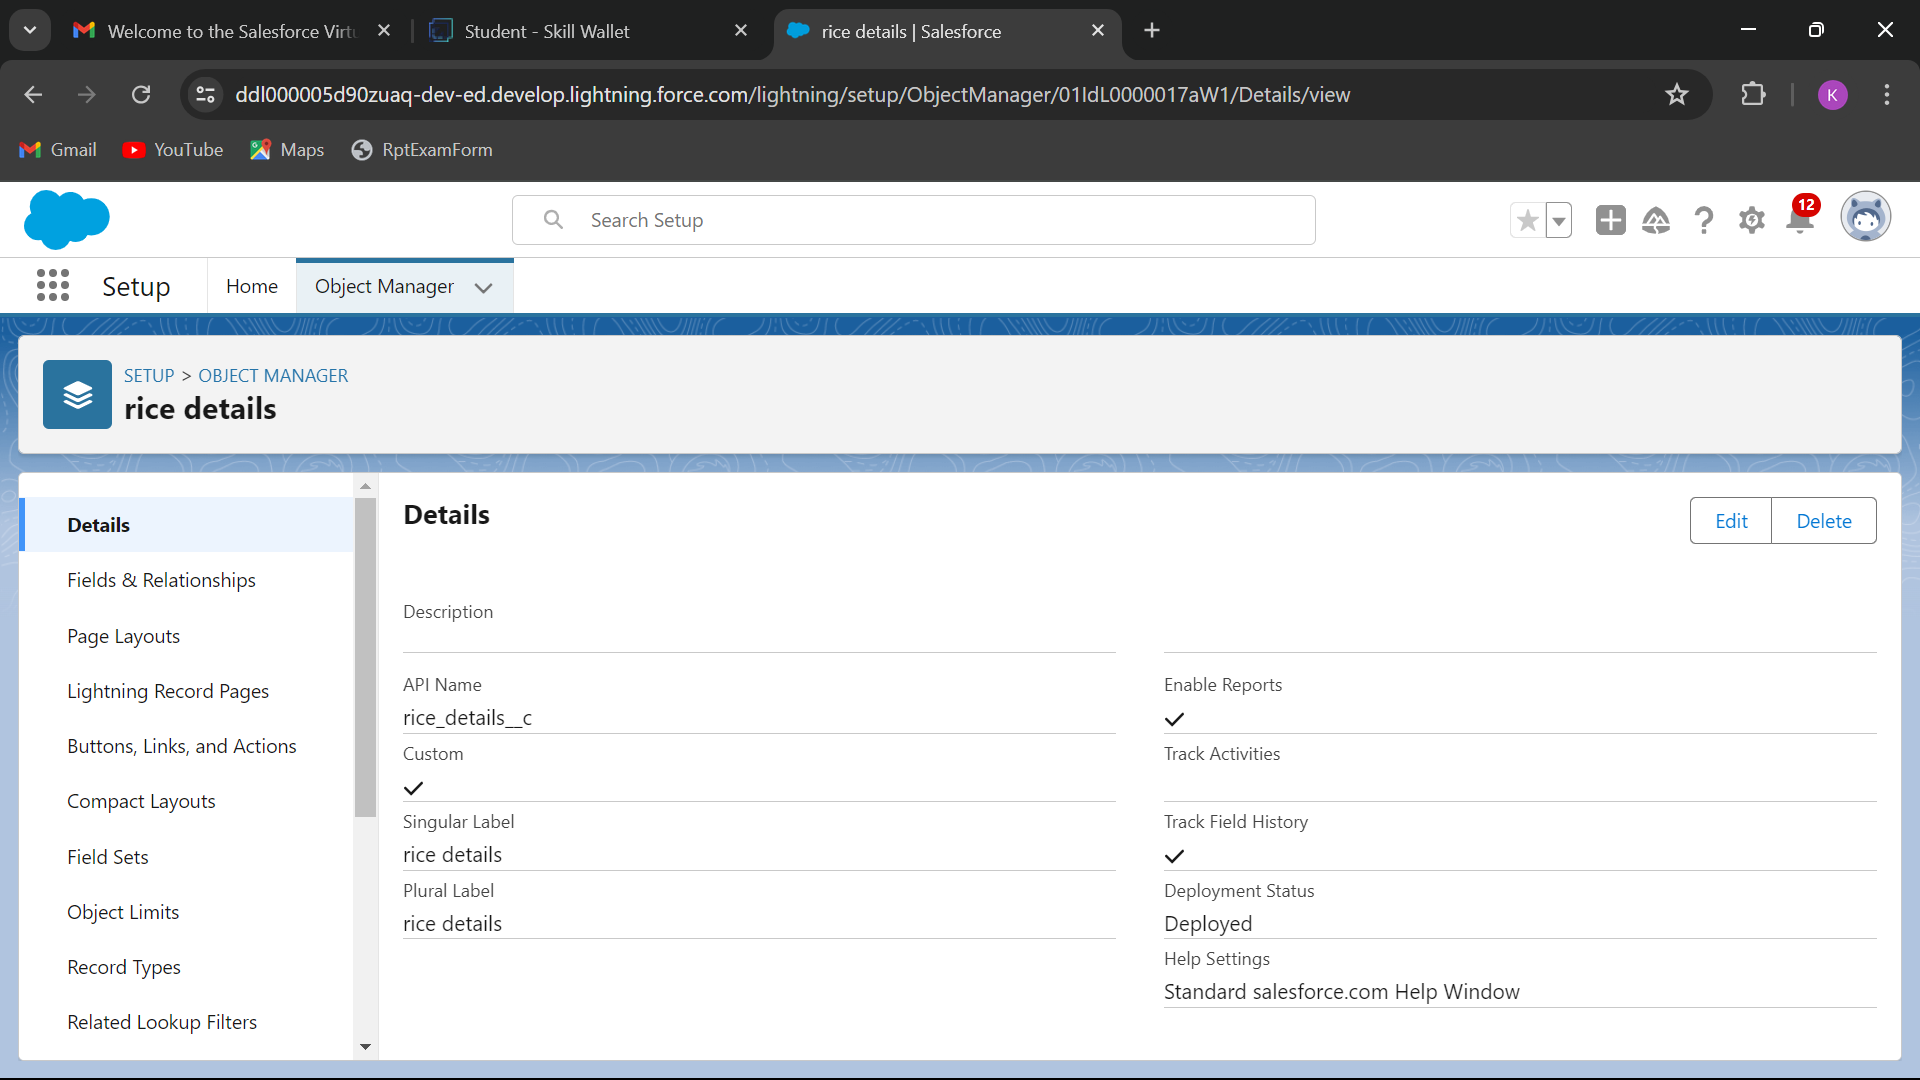 Welcome to the Salesforce Virtu
Student - Skill Wallet
rice details | Salesforce
ddl000005d90zuaq-dev-ed.develop.lightning.force.com/lightning/setup/ObjectManager/01IdL0000017aW1/Details/view
K
Gmail
YouTube
Maps
RptExamForm
Search Setup
12
Setup
Home
Object Manager
SETUP > OBJECT MANAGER
rice details
Details
Fields & Relationships
Page Layouts
Lightning Record Pages
Buttons, Links, and Actions
Compact Layouts
Field Sets
Object Limits
Record Types
Related Lookup Filters
Details
Edit
Delete
Description
API Name
rice_details__c
Custom
Singular Label
rice details
Plural Label
rice details
Enable Reports
Track Activities
Track Field History
Deployment Status
Deployed
Help Settings
Standard salesforce.com Help Window